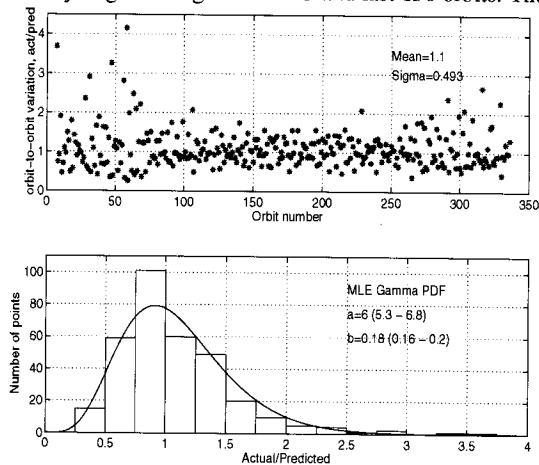 orbit-to-orbit variation, act/pred
4
3
2
1
0
Mean=1.1
Sigma=0.493
0 50 100 150 200 250 300 350
Orbit number
Number of points
100
80
60
40
20
0
MLE Gamma PDF
a=6 (5.3 – 6.8)
b=0.18 (0.16 – 0.2)
0 0.5 1 1.5 2 2.5 3 3.5 4
Actual/Predicted